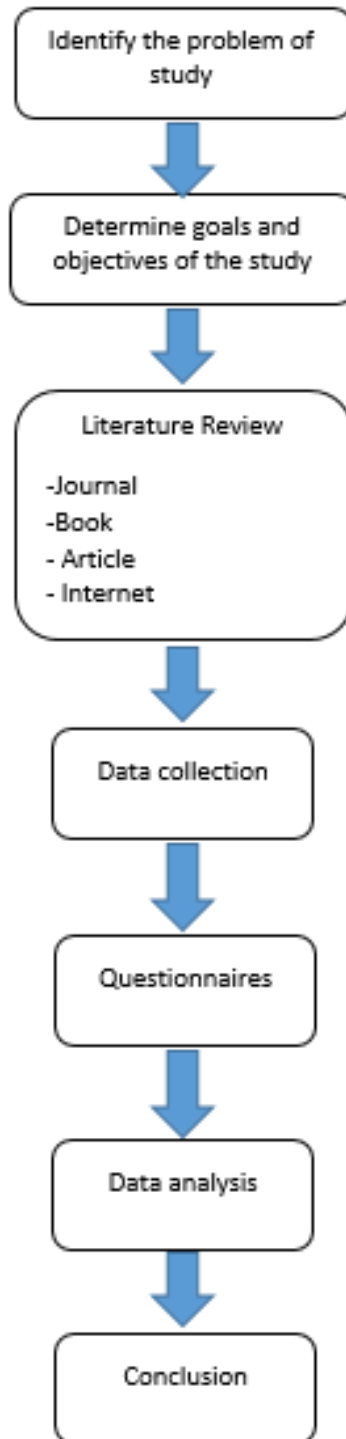 Identify the problem of
study
Determine goals and
objectives of the study
Literature Review
-Journal
-Book
- Article
- Internet
Data collection
Questionnaires
Data analysis
Conclusion